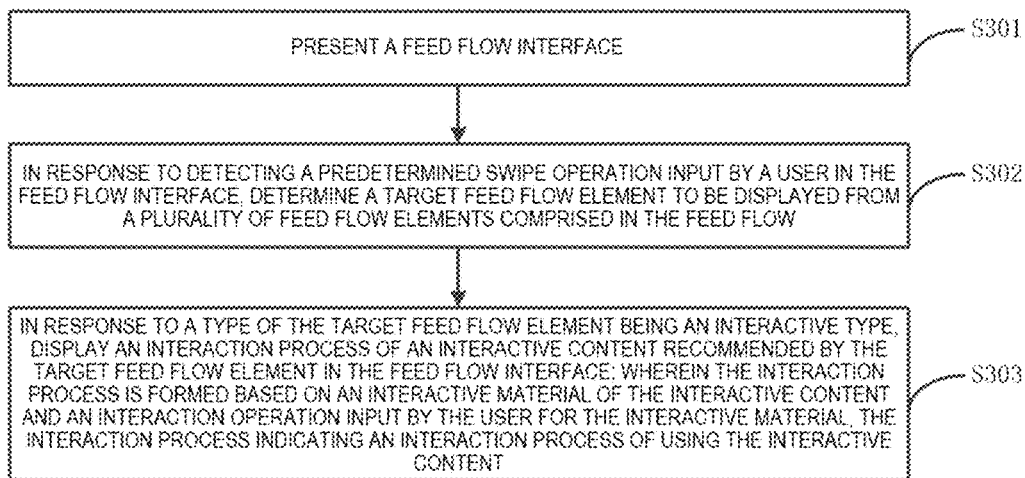 PRESENT A FEED FLOW INTERFACE
S301
IN RESPONSE TO DETECTING A PREDETERMINED SWIPE OPERATION INPUT BY A USER IN THE
FEED FLOW INTERFACE, DETERMINE A TARGET FEED FLOW ELEMENT TO BE DISPLAYED FROM
A PLURALITY OF FEED FLOW ELEMENTS COMPRISED IN THE FEED FLOW
S302
IN RESPONSE TO A TYPE OF THE TARGET FEED FLOW ELEMENT BEING AN INTERACTIVE TYPE,
DISPLAY AN INTERACTION PROCESS OF AN INTERACTIVE CONTENT RECOMMENDED BY THE
TARGET FEED FLOW ELEMENT IN THE FEED FLOW INTERFACE; WHEREIN THE INTERACTION
PROCESS IS FORMED BASED ON AN INTERACTIVE MATERIAL OF THE INTERACTIVE CONTENT
AND AN INTERACTION OPERATION INPUT BY THE USER FOR THE INTERACTIVE MATERIAL, THE
INTERACTION PROCESS INDICATING AN INTERACTION PROCESS OF USING THE INTERACTIVE
CONTENT
S303